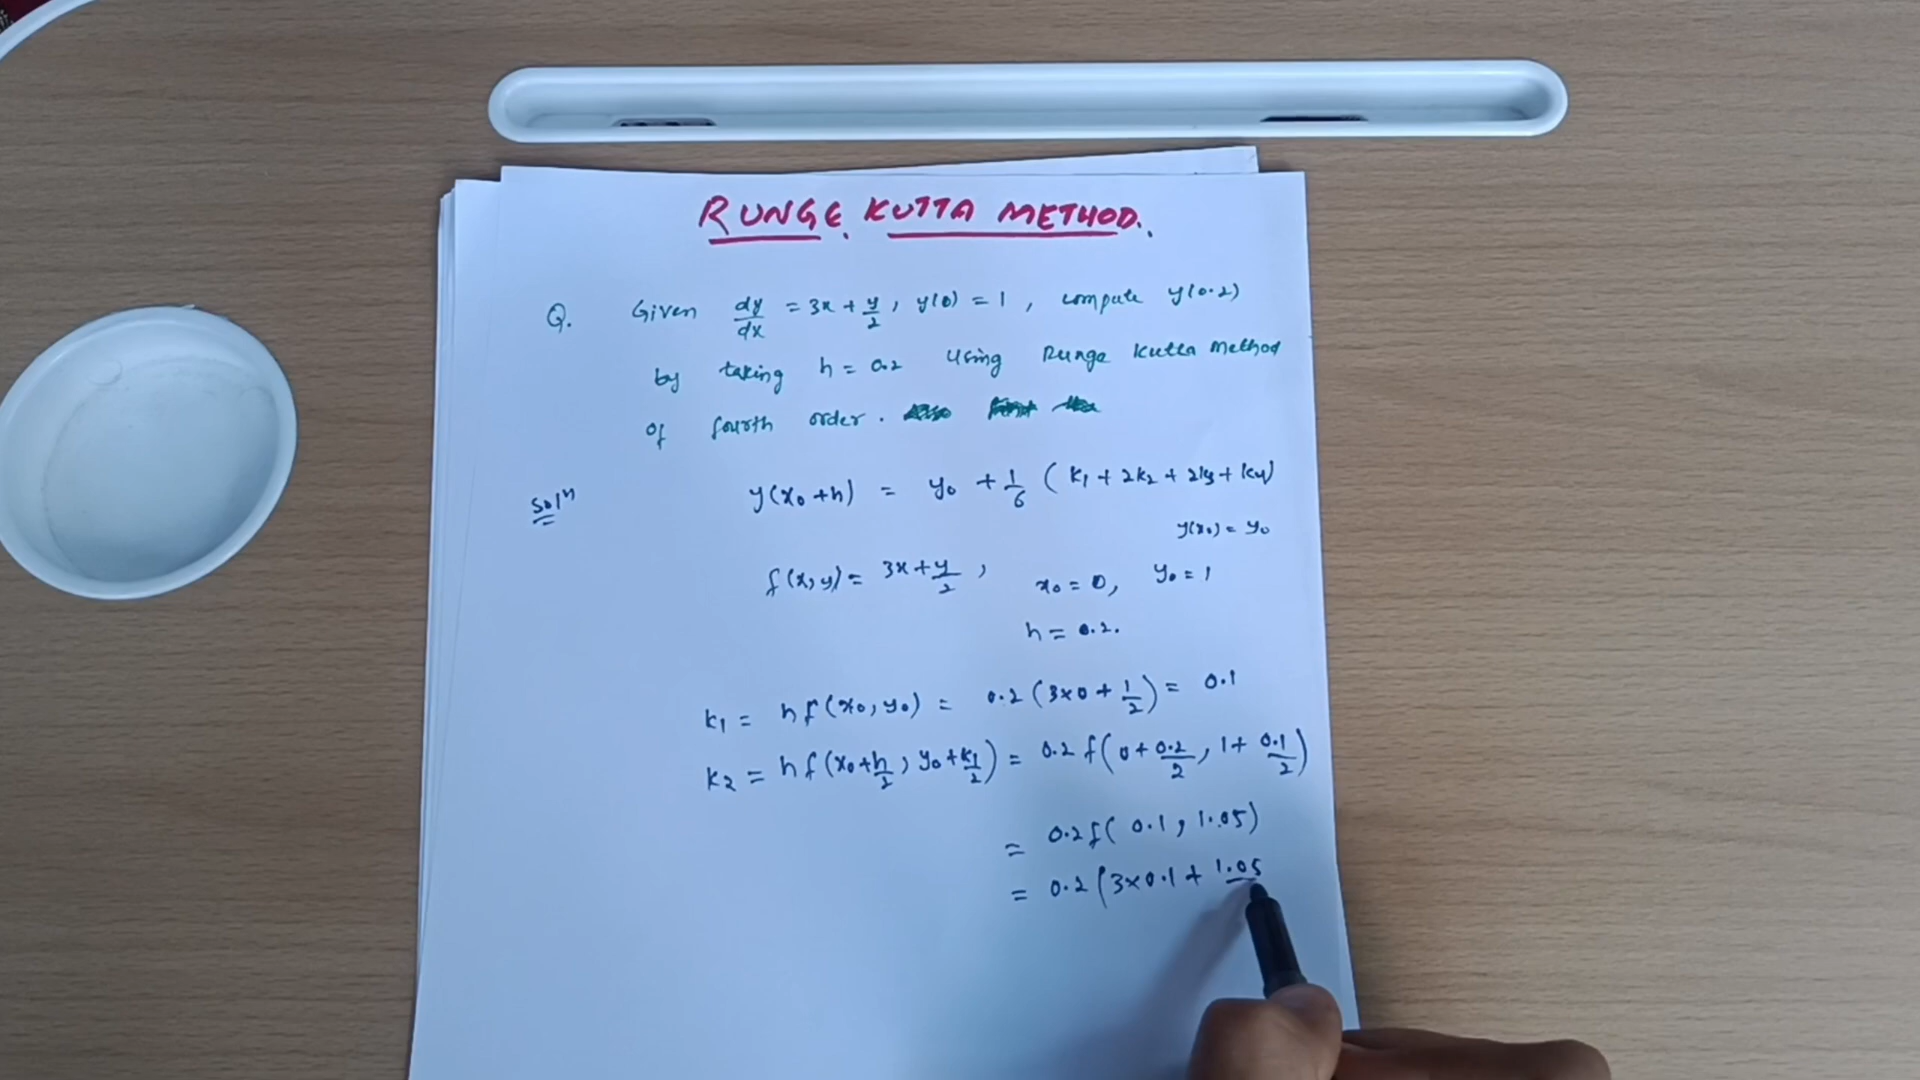 RUNGE KUTTA METHOD.
Q. Given dy/dx = 3x + y/2, y(0) = 1, compute y(0.2)
by taking h = 0.2 using Runge Kutta Method
of fourth order.
Solⁿ y(x₀+h) = y₀ + 1/6 (k₁ + 2k₂ + 2k₃ + k₄)
y(x₀) = y₀
f(x,y) = 3x + y/2, x₀ = 0, y₀ = 1
h = 0.2.
k₁ = hf(x₀, y₀) = 0.2 (3×0 + 1/2) = 0.1
k₂ = hf(x₀+h/2, y₀+k₁/2) = 0.2 f(0 + 0.2/2, 1 + 0.1/2)
= 0.2 f(0.1, 1.05)
= 0.2 (3×0.1 + 1.05